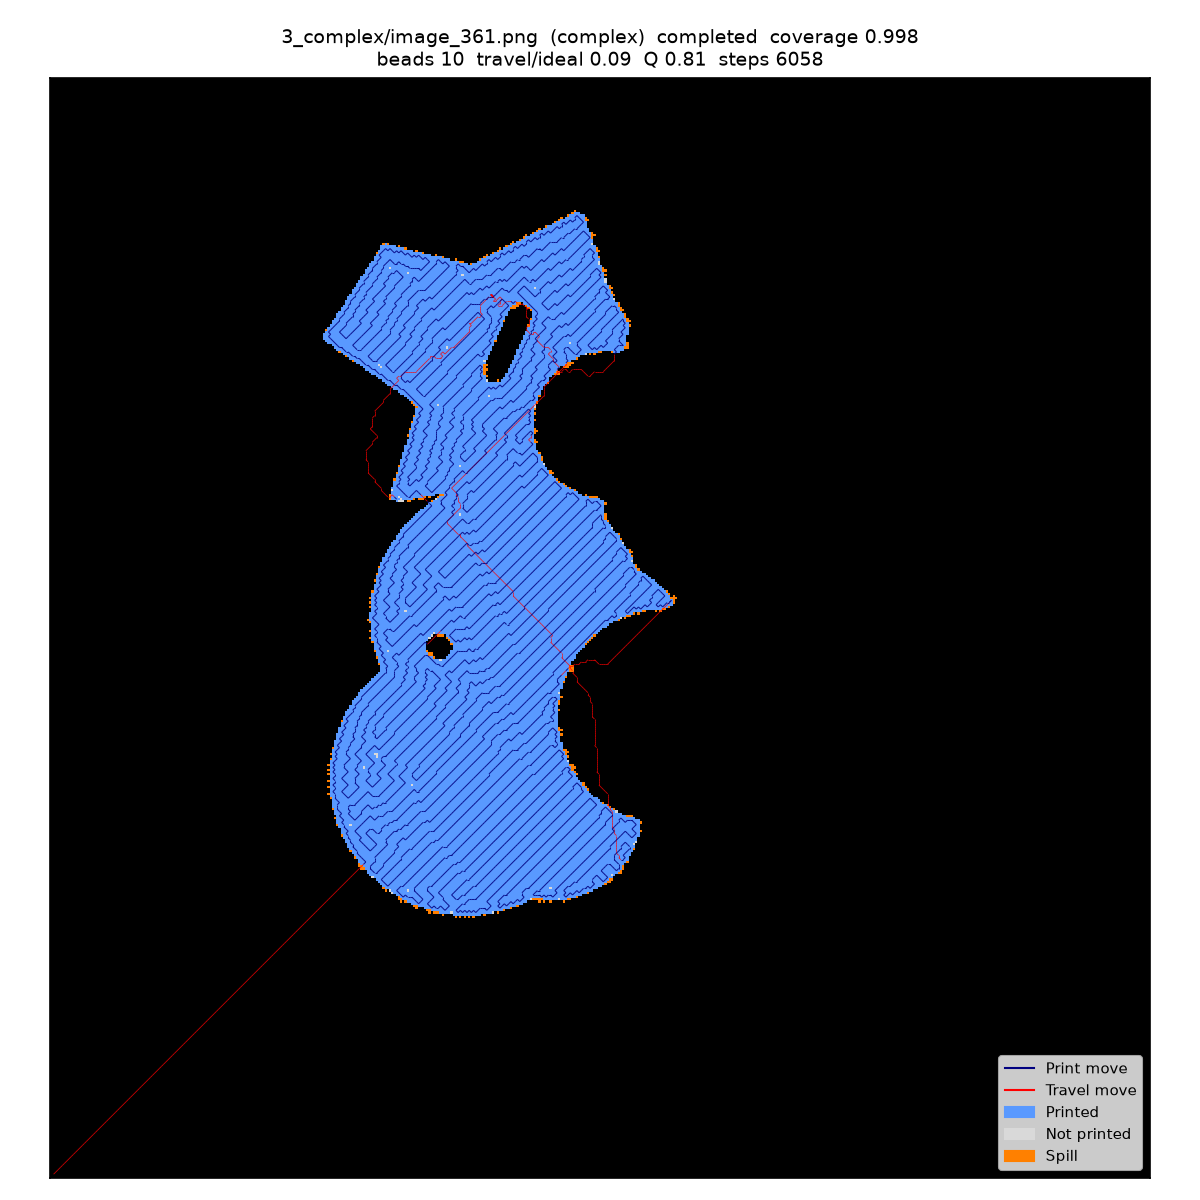 3_complex/image_361.png  (complex)  completed  coverage 0.998
beads 10  travel/ideal 0.09  Q 0.81  steps 6058
Print move
Travel move
Printed
Not printed
Spill